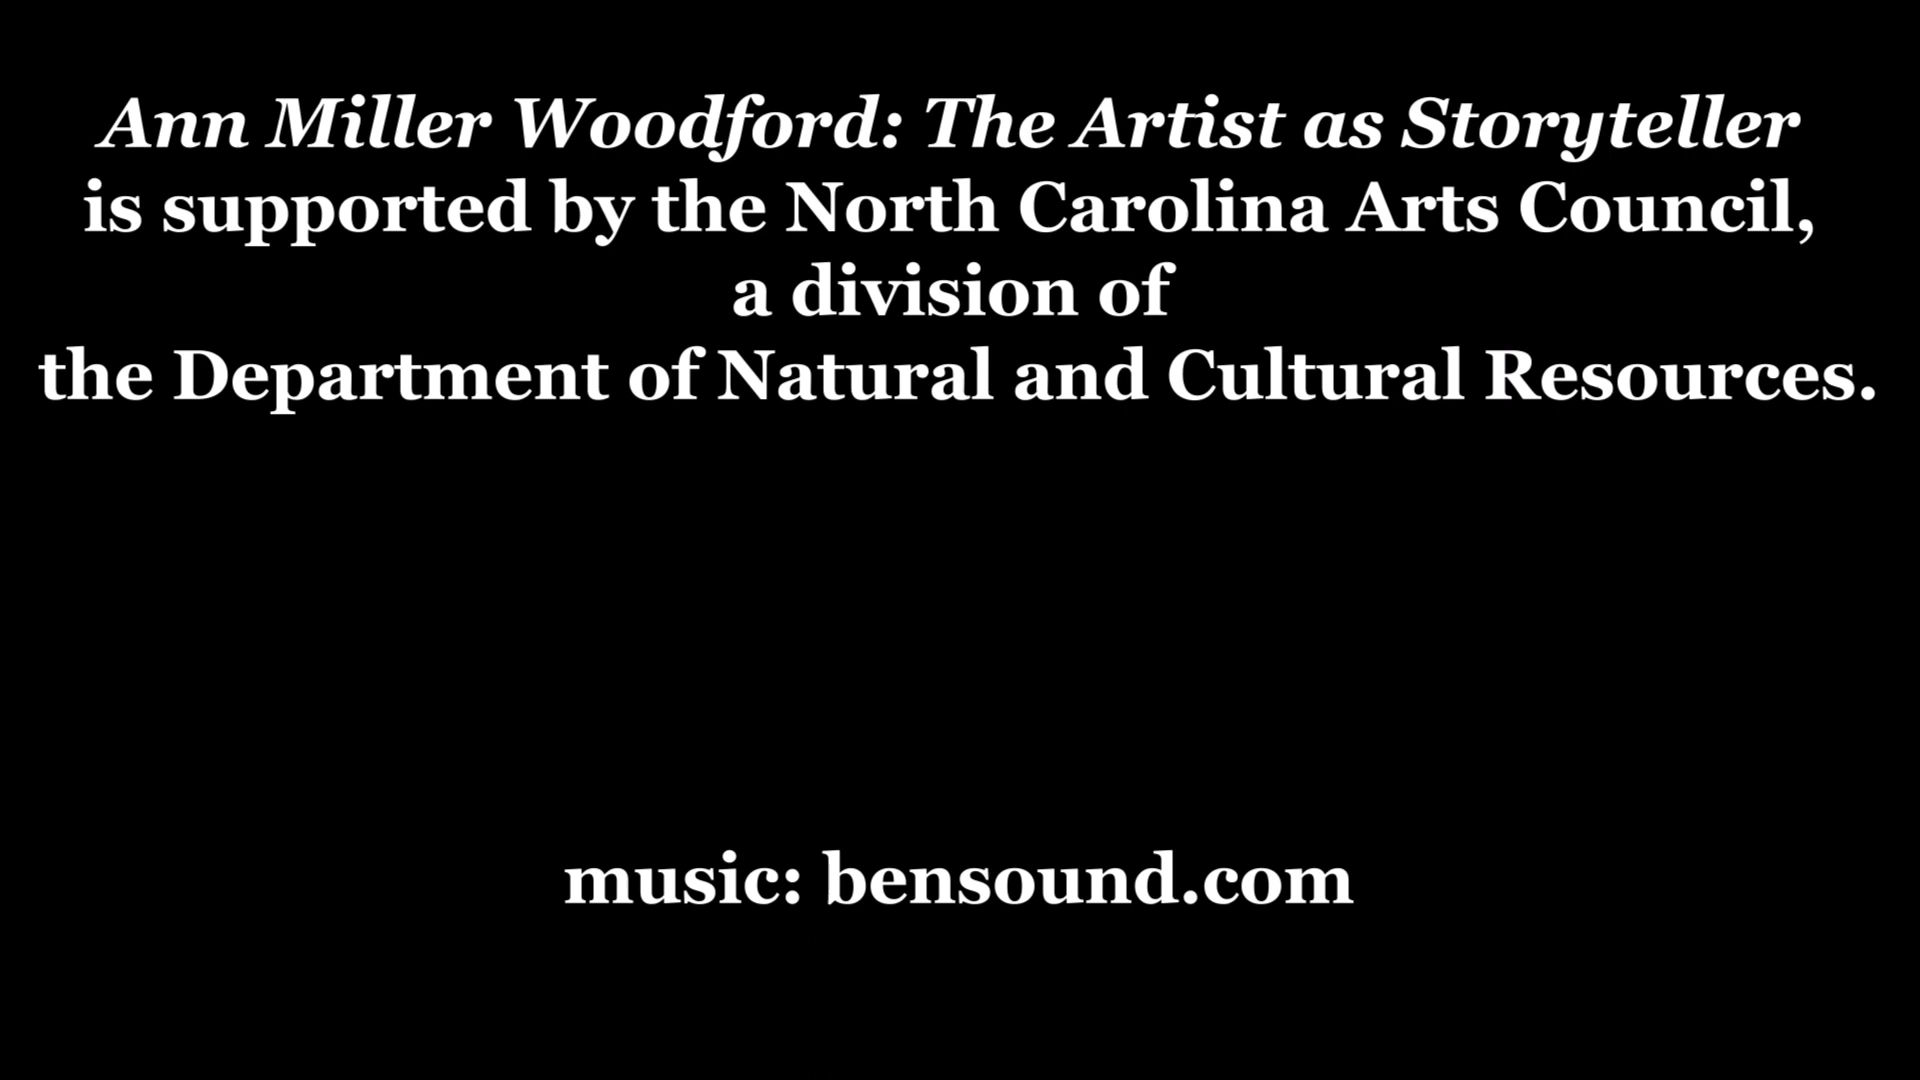 Ann Miller Woodford: The Artist as Storyteller
is supported by the North Carolina Arts Council,
a division of
the Department of Natural and Cultural Resources.
music: bensound.com